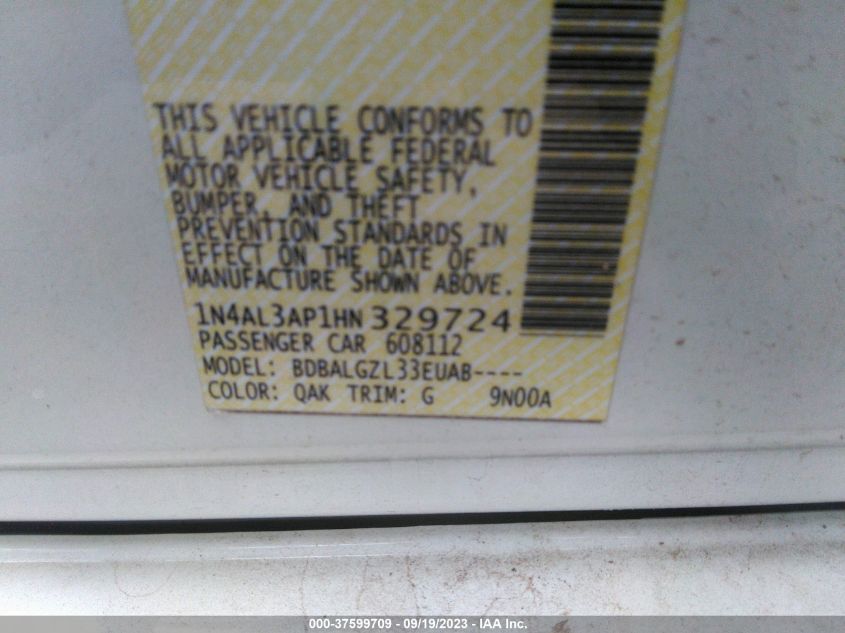 THIS VEHICLE CONFORMS TO
ALL APPLICABLE FEDERAL
MOTOR VEHICLE SAFETY,
BUMPER, AND THEFT
PREVENTION STANDARDS IN
EFFECT ON THE DATE OF
MANUFACTURE SHOWN ABOVE.
1N4AL3AP1HN 329724
PASSENGER CAR 608112
MODEL: BDBALGZL33EUAB----
COLOR: QAK TRIM: G 9N00A
000-37599709 - 09/19/2023 - IAA Inc.